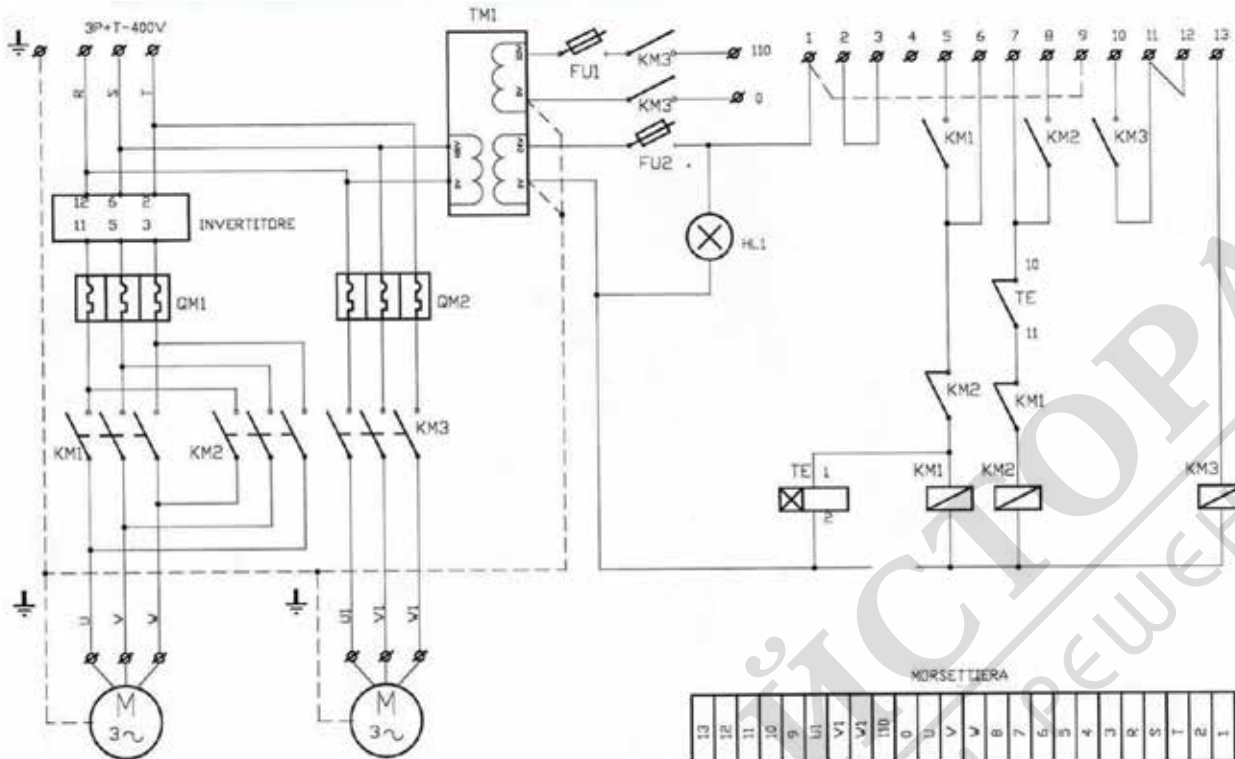 3P+T-400V
R
S
T
12 6 2
11 5 3
INVERTITORE
QM1
QM2
KM1
KM2
KM3
U
V
W
U1
V1
W1
M
3~
M
3~
TM1
FU1
KM3
110
KM3
0
FU2
HL1
1 2 3 4 5 6 7 8 9 10 11 12 13
KM1
KM2
KM3
10
TE
11
KM2
KM1
TE 1
2
KM1
KM2
KM3
MORSETTIERA
13 12 11 10 9 U1 V1 110 0 U V W 8 7 6 5 4 3 R S T 2 1